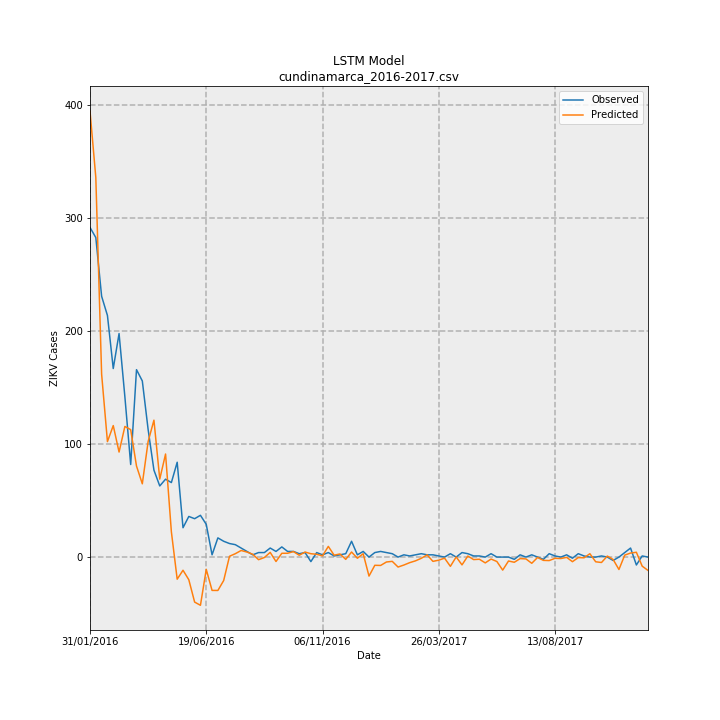 LSTM Model
cundinamarca_2016-2017.csv
Observed
Predicted
400
300
200
100
0
ZIKV Cases
31/01/2016
19/06/2016
06/11/2016
26/03/2017
13/08/2017
Date